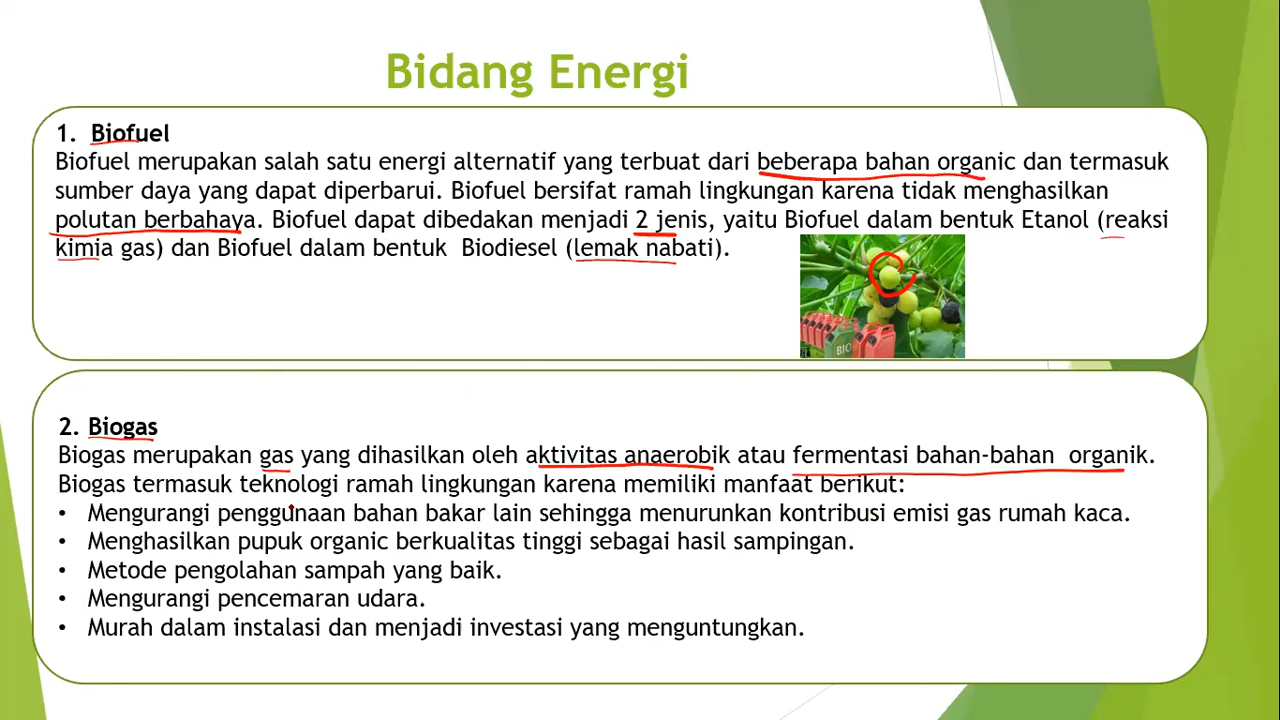 Bidang Energi
1. Biofuel
Biofuel merupakan salah satu energi alternatif yang terbuat dari beberapa bahan organic dan termasuk
sumber daya yang dapat diperbarui. Biofuel bersifat ramah lingkungan karena tidak menghasilkan
polutan berbahaya. Biofuel dapat dibedakan menjadi 2 jenis, yaitu Biofuel dalam bentuk Etanol (reaksi
kimia gas) dan Biofuel dalam bentuk Biodiesel (lemak nabati).
BIO
2. Biogas
Biogas merupakan gas yang dihasilkan oleh aktivitas anaerobik atau fermentasi bahan-bahan organik.
Biogas termasuk teknologi ramah lingkungan karena memiliki manfaat berikut:
• Mengurangi penggunaan bahan bakar lain sehingga menurunkan kontribusi emisi gas rumah kaca.
• Menghasilkan pupuk organic berkualitas tinggi sebagai hasil sampingan.
• Metode pengolahan sampah yang baik.
• Mengurangi pencemaran udara.
• Murah dalam instalasi dan menjadi investasi yang menguntungkan.